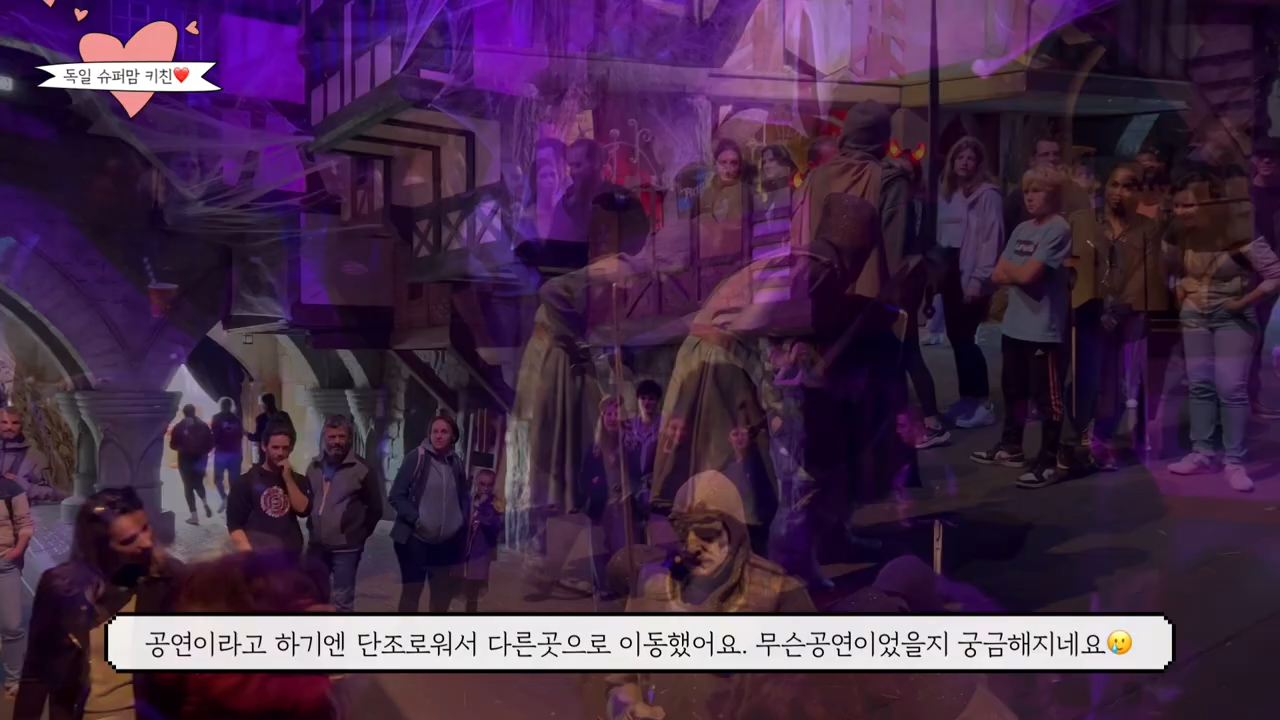 독일 슈퍼맘 키친❤️
공연이라고 하기엔 단조로워서 다른곳으로 이동했어요. 무슨공연이었을지 궁금해지네요🥲